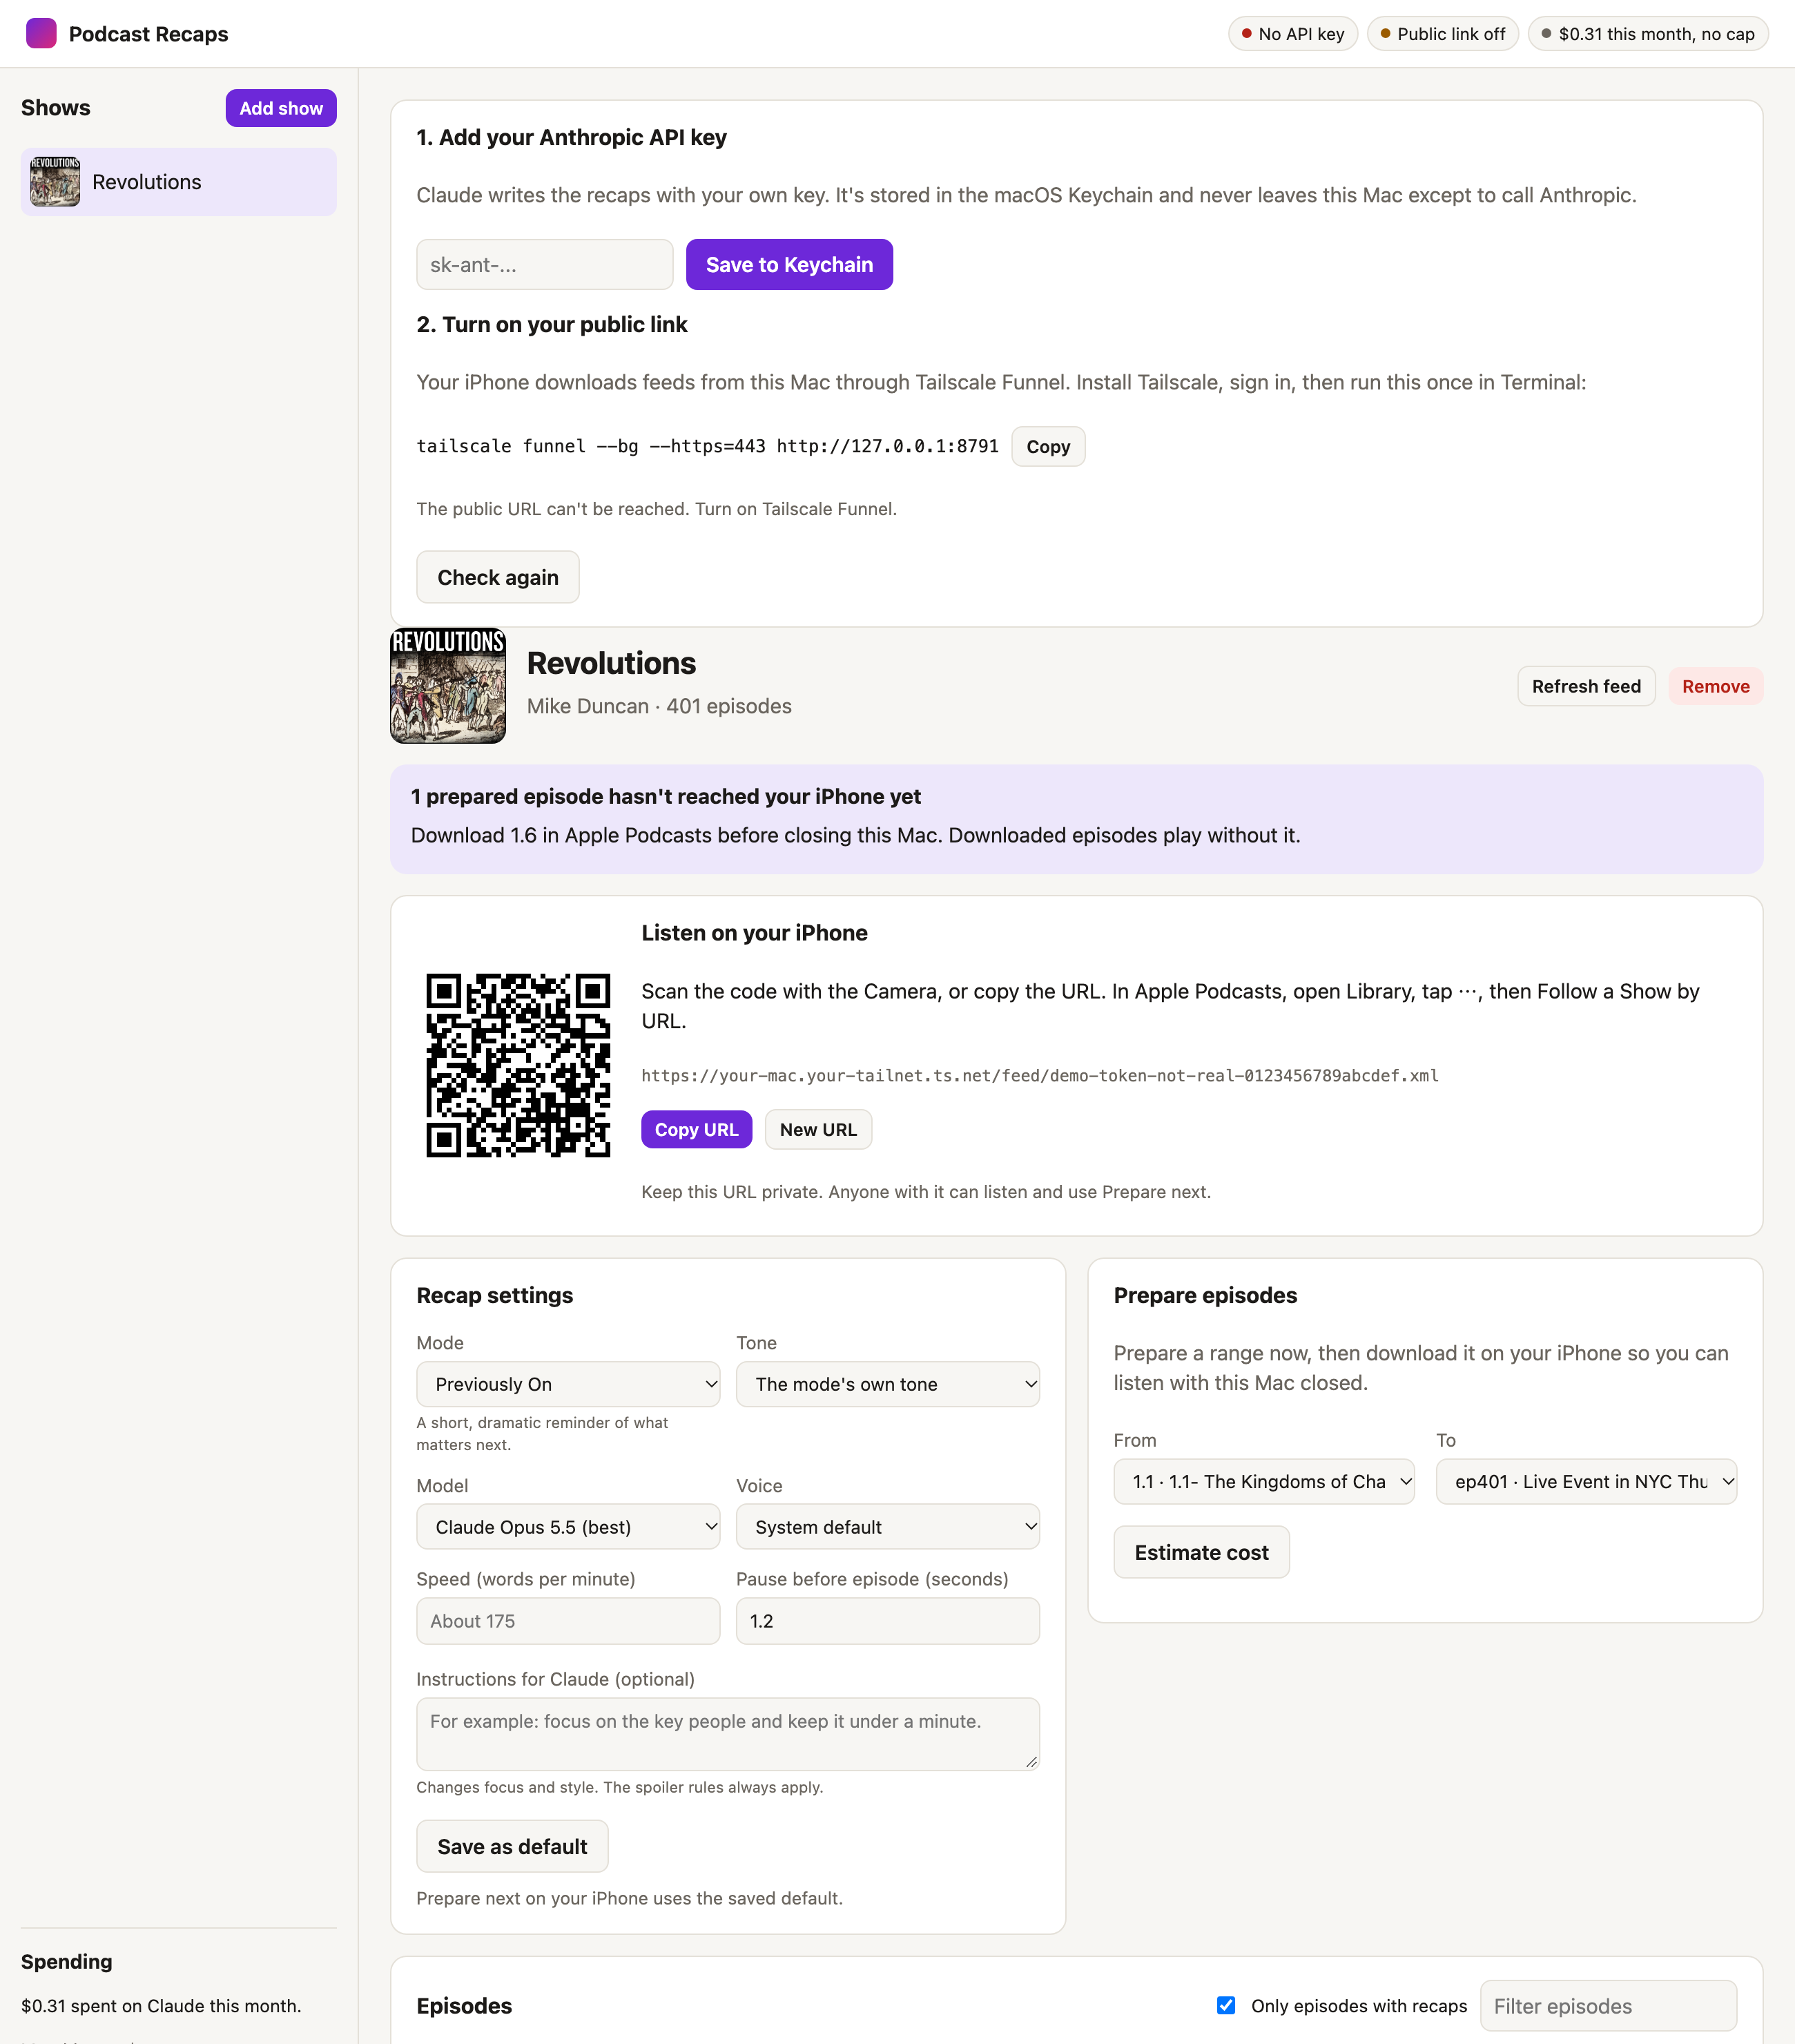 Podcast Recaps
No API key
Public link off
$0.31 this month, no cap
Shows
Add show
REVOLUTIONS
Revolutions
1. Add your Anthropic API key
Claude writes the recaps with your own key. It's stored in the macOS Keychain and never leaves this Mac except to call Anthropic.
sk-ant-...
Save to Keychain
2. Turn on your public link
Your iPhone downloads feeds from this Mac through Tailscale Funnel. Install Tailscale, sign in, then run this once in Terminal:
tailscale funnel --bg --https=443 http://127.0.0.1:8791
Copy
The public URL can't be reached. Turn on Tailscale Funnel.
Check again
REVOLUTIONS
Revolutions
Mike Duncan · 401 episodes
Refresh feed
Remove
1 prepared episode hasn't reached your iPhone yet
Download 1.6 in Apple Podcasts before closing this Mac. Downloaded episodes play without it.
Listen on your iPhone
Scan the code with the Camera, or copy the URL. In Apple Podcasts, open Library, tap ···, then Follow a Show by
URL.
https://your-mac.your-tailnet.ts.net/feed/demo-token-not-real-0123456789abcdef.xml
Copy URL
New URL
Keep this URL private. Anyone with it can listen and use Prepare next.
Recap settings
Mode
Tone
Previously On
The mode's own tone
A short, dramatic reminder of what
matters next.
Model
Voice
Claude Opus 5.5 (best)
System default
Speed (words per minute)
Pause before episode (seconds)
About 175
1.2
Instructions for Claude (optional)
For example: focus on the key people and keep it under a minute.
Changes focus and style. The spoiler rules always apply.
Save as default
Prepare next on your iPhone uses the saved default.
Prepare episodes
Prepare a range now, then download it on your iPhone so you can
listen with this Mac closed.
From
To
1.1 · 1.1- The Kingdoms of Cha
ep401 · Live Event in NYC Thu
Estimate cost
Spending
$0.31 spent on Claude this month.
Episodes
Only episodes with recaps
Filter episodes